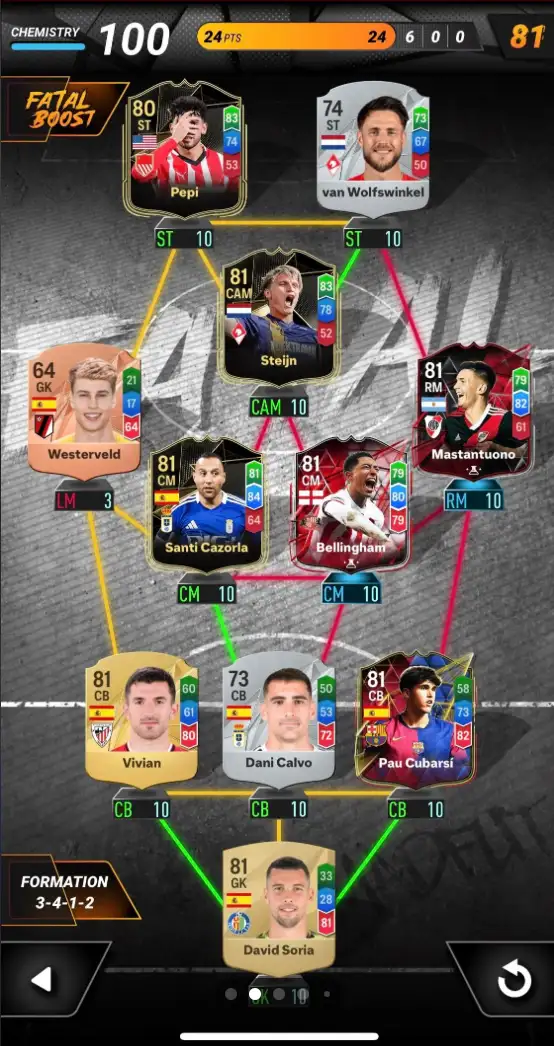 CHEMISTRY 100 24 PTS 24 6 0 0 81
FATAL
BOOST
80
ST
83
74
53
Pepi
74
ST
73
67
50
van Wolfswinkel
ST 10
ST 10
81
CAM
83
78
52
Steijn
CAM 10
64
GK
21
17
64
Westerveld
LM 3
81
RM
79
82
61
Mastantuono
RM 10
81
CM
81
84
64
Santi Cazorla
CM 10
81
CM
79
80
79
Bellingham
CM 10
81
CB
60
61
80
Vivian
CB 10
73
CB
50
53
72
Dani Calvo
CB 10
81
CB
58
73
82
Pau Cubarsí
CB 10
81
GK
33
28
81
David Soria
10
FORMATION
3-4-1-2